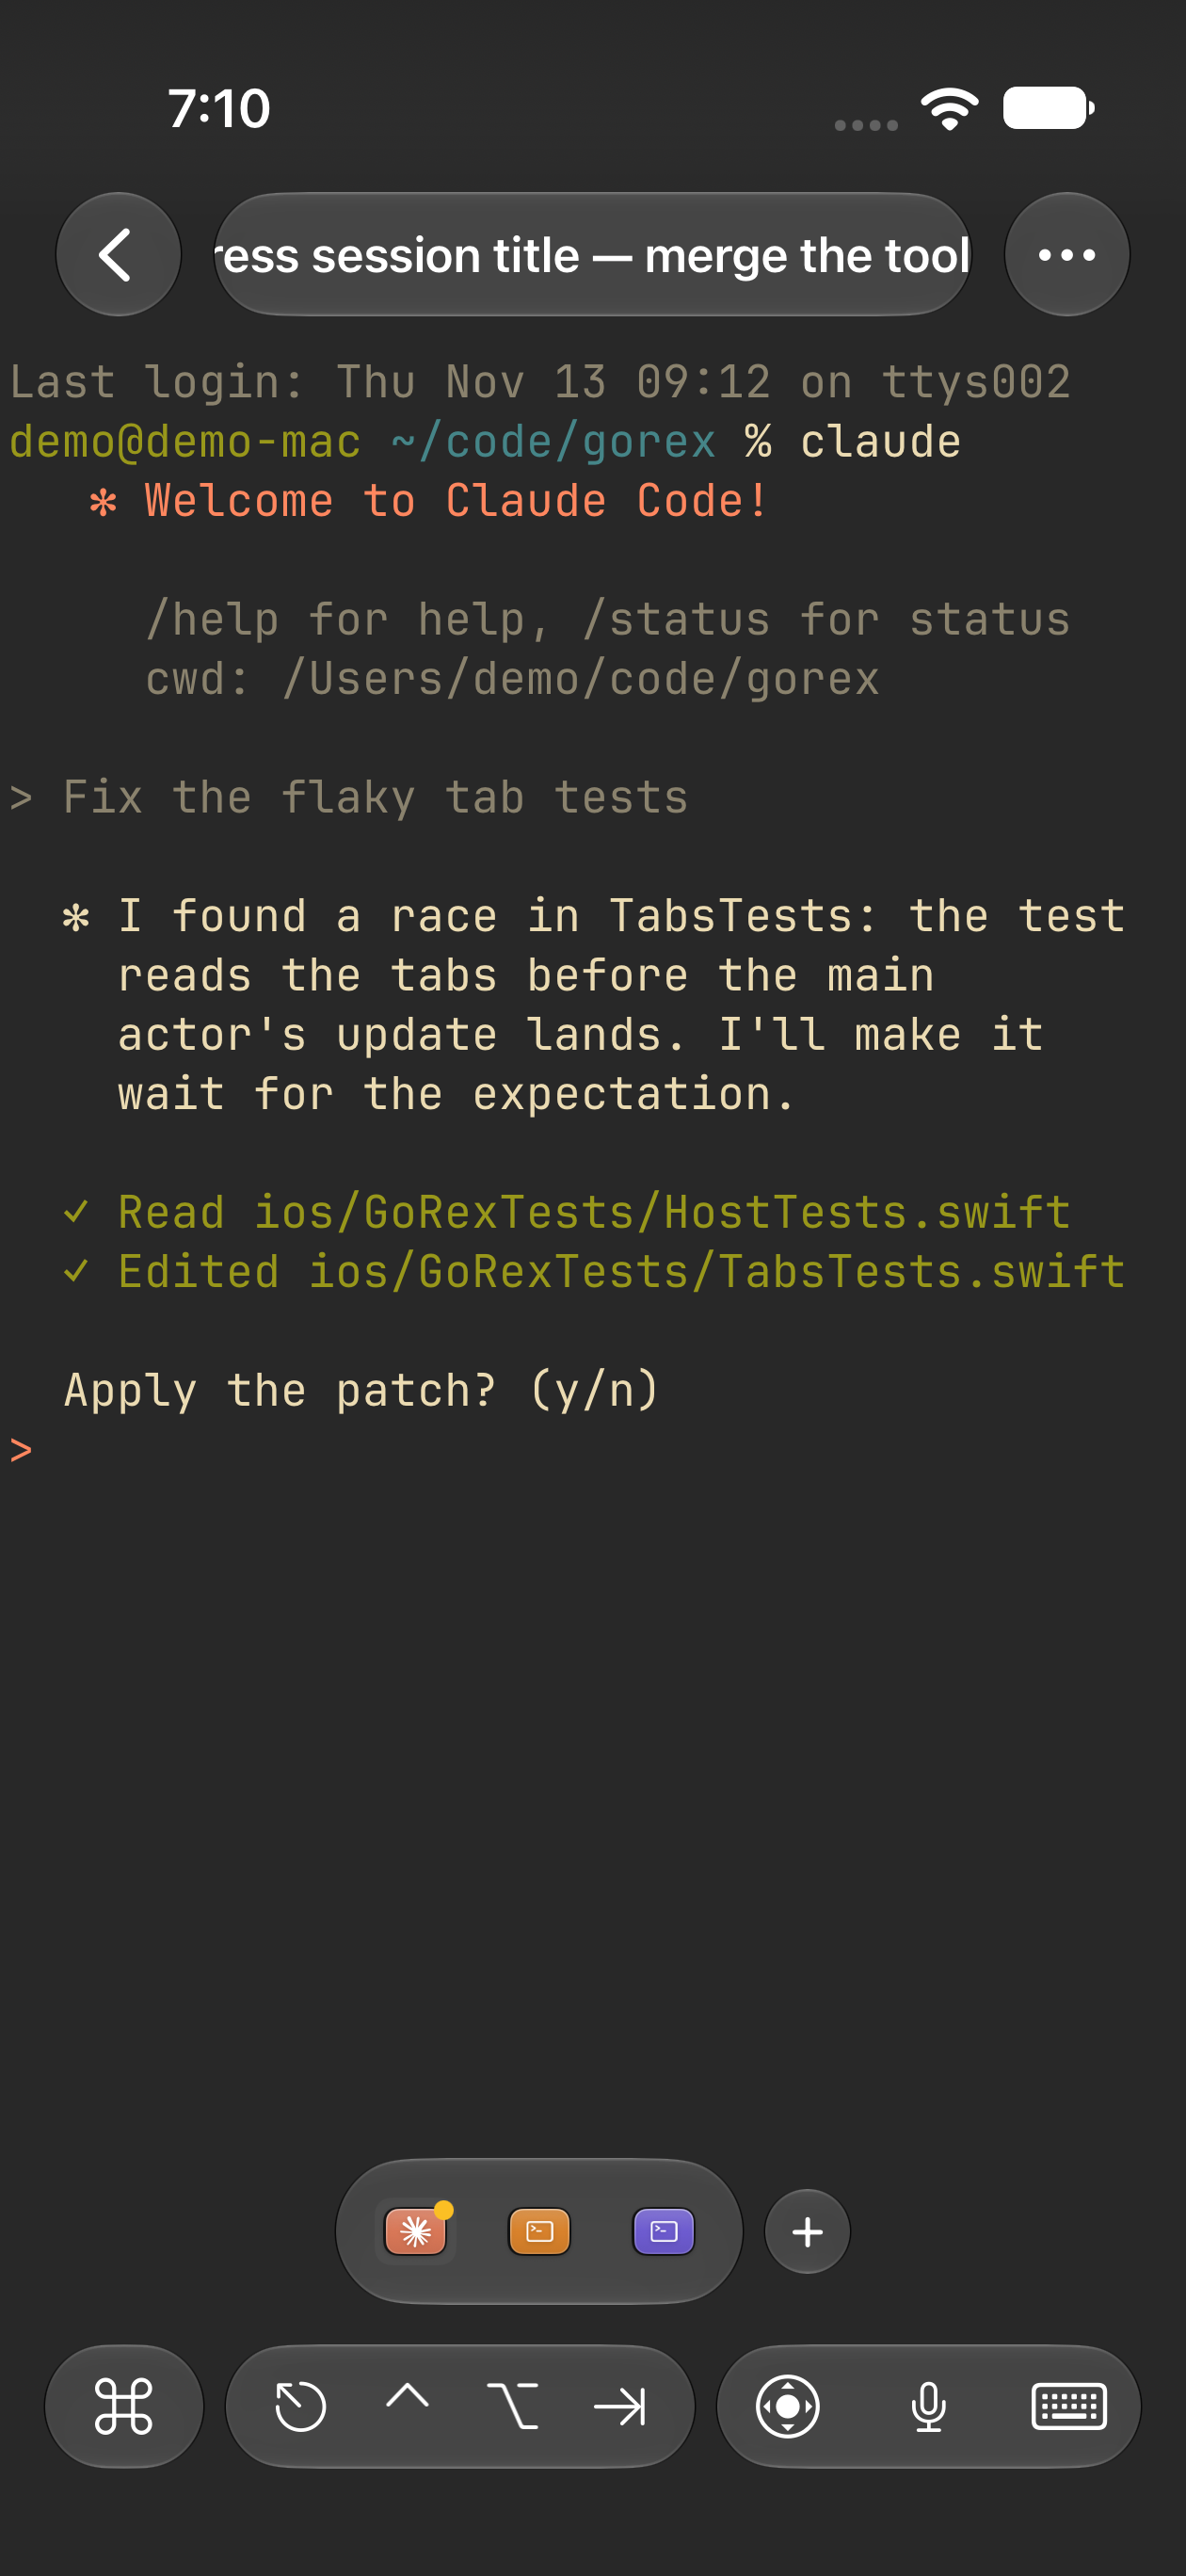 7:10
ress session title — merge the tool
Last login: Thu Nov 13 09:12 on ttys002
demo@demo-mac ~/code/gorex % claude
✻ Welcome to Claude Code!
/help for help, /status for status
cwd: /Users/demo/code/gorex
> Fix the flaky tab tests
✻ I found a race in TabsTests: the test
reads the tabs before the main
actor's update lands. I'll make it
wait for the expectation.
✓ Read ios/GoRexTests/HostTests.swift
✓ Edited ios/GoRexTests/TabsTests.swift
Apply the patch? (y/n)
>